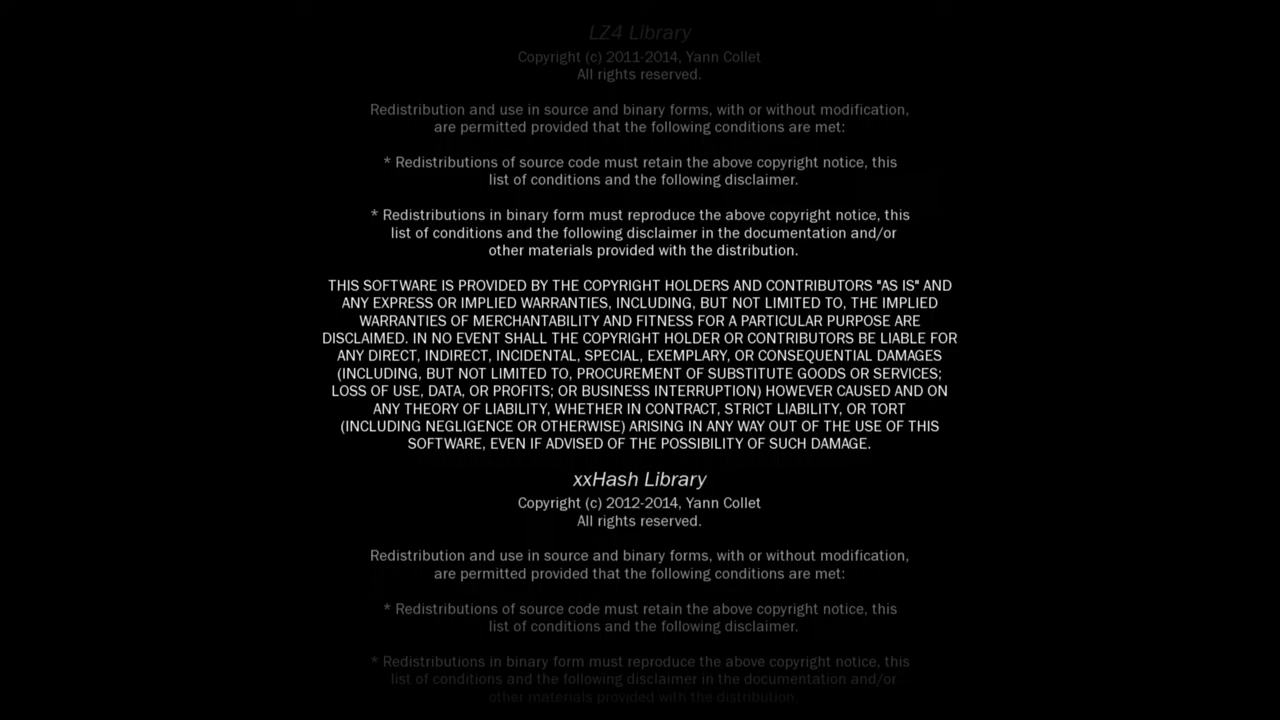 LZ4 Library
Copyright (c) 2011-2014, Yann Collet
All rights reserved.
Redistribution and use in source and binary forms, with or without modification,
are permitted provided that the following conditions are met:
* Redistributions of source code must retain the above copyright notice, this
list of conditions and the following disclaimer.
* Redistributions in binary form must reproduce the above copyright notice, this
list of conditions and the following disclaimer in the documentation and/or
other materials provided with the distribution.
THIS SOFTWARE IS PROVIDED BY THE COPYRIGHT HOLDERS AND CONTRIBUTORS "AS IS" AND
ANY EXPRESS OR IMPLIED WARRANTIES, INCLUDING, BUT NOT LIMITED TO, THE IMPLIED
WARRANTIES OF MERCHANTABILITY AND FITNESS FOR A PARTICULAR PURPOSE ARE
DISCLAIMED. IN NO EVENT SHALL THE COPYRIGHT HOLDER OR CONTRIBUTORS BE LIABLE FOR
ANY DIRECT, INDIRECT, INCIDENTAL, SPECIAL, EXEMPLARY, OR CONSEQUENTIAL DAMAGES
(INCLUDING, BUT NOT LIMITED TO, PROCUREMENT OF SUBSTITUTE GOODS OR SERVICES;
LOSS OF USE, DATA, OR PROFITS; OR BUSINESS INTERRUPTION) HOWEVER CAUSED AND ON
ANY THEORY OF LIABILITY, WHETHER IN CONTRACT, STRICT LIABILITY, OR TORT
(INCLUDING NEGLIGENCE OR OTHERWISE) ARISING IN ANY WAY OUT OF THE USE OF THIS
SOFTWARE, EVEN IF ADVISED OF THE POSSIBILITY OF SUCH DAMAGE.
xxHash Library
Copyright (c) 2012-2014, Yann Collet
All rights reserved.
Redistribution and use in source and binary forms, with or without modification,
are permitted provided that the following conditions are met:
* Redistributions of source code must retain the above copyright notice, this
list of conditions and the following disclaimer.
* Redistributions in binary form must reproduce the above copyright notice, this
list of conditions and the following disclaimer in the documentation and/or
other materials provided with the distribution.